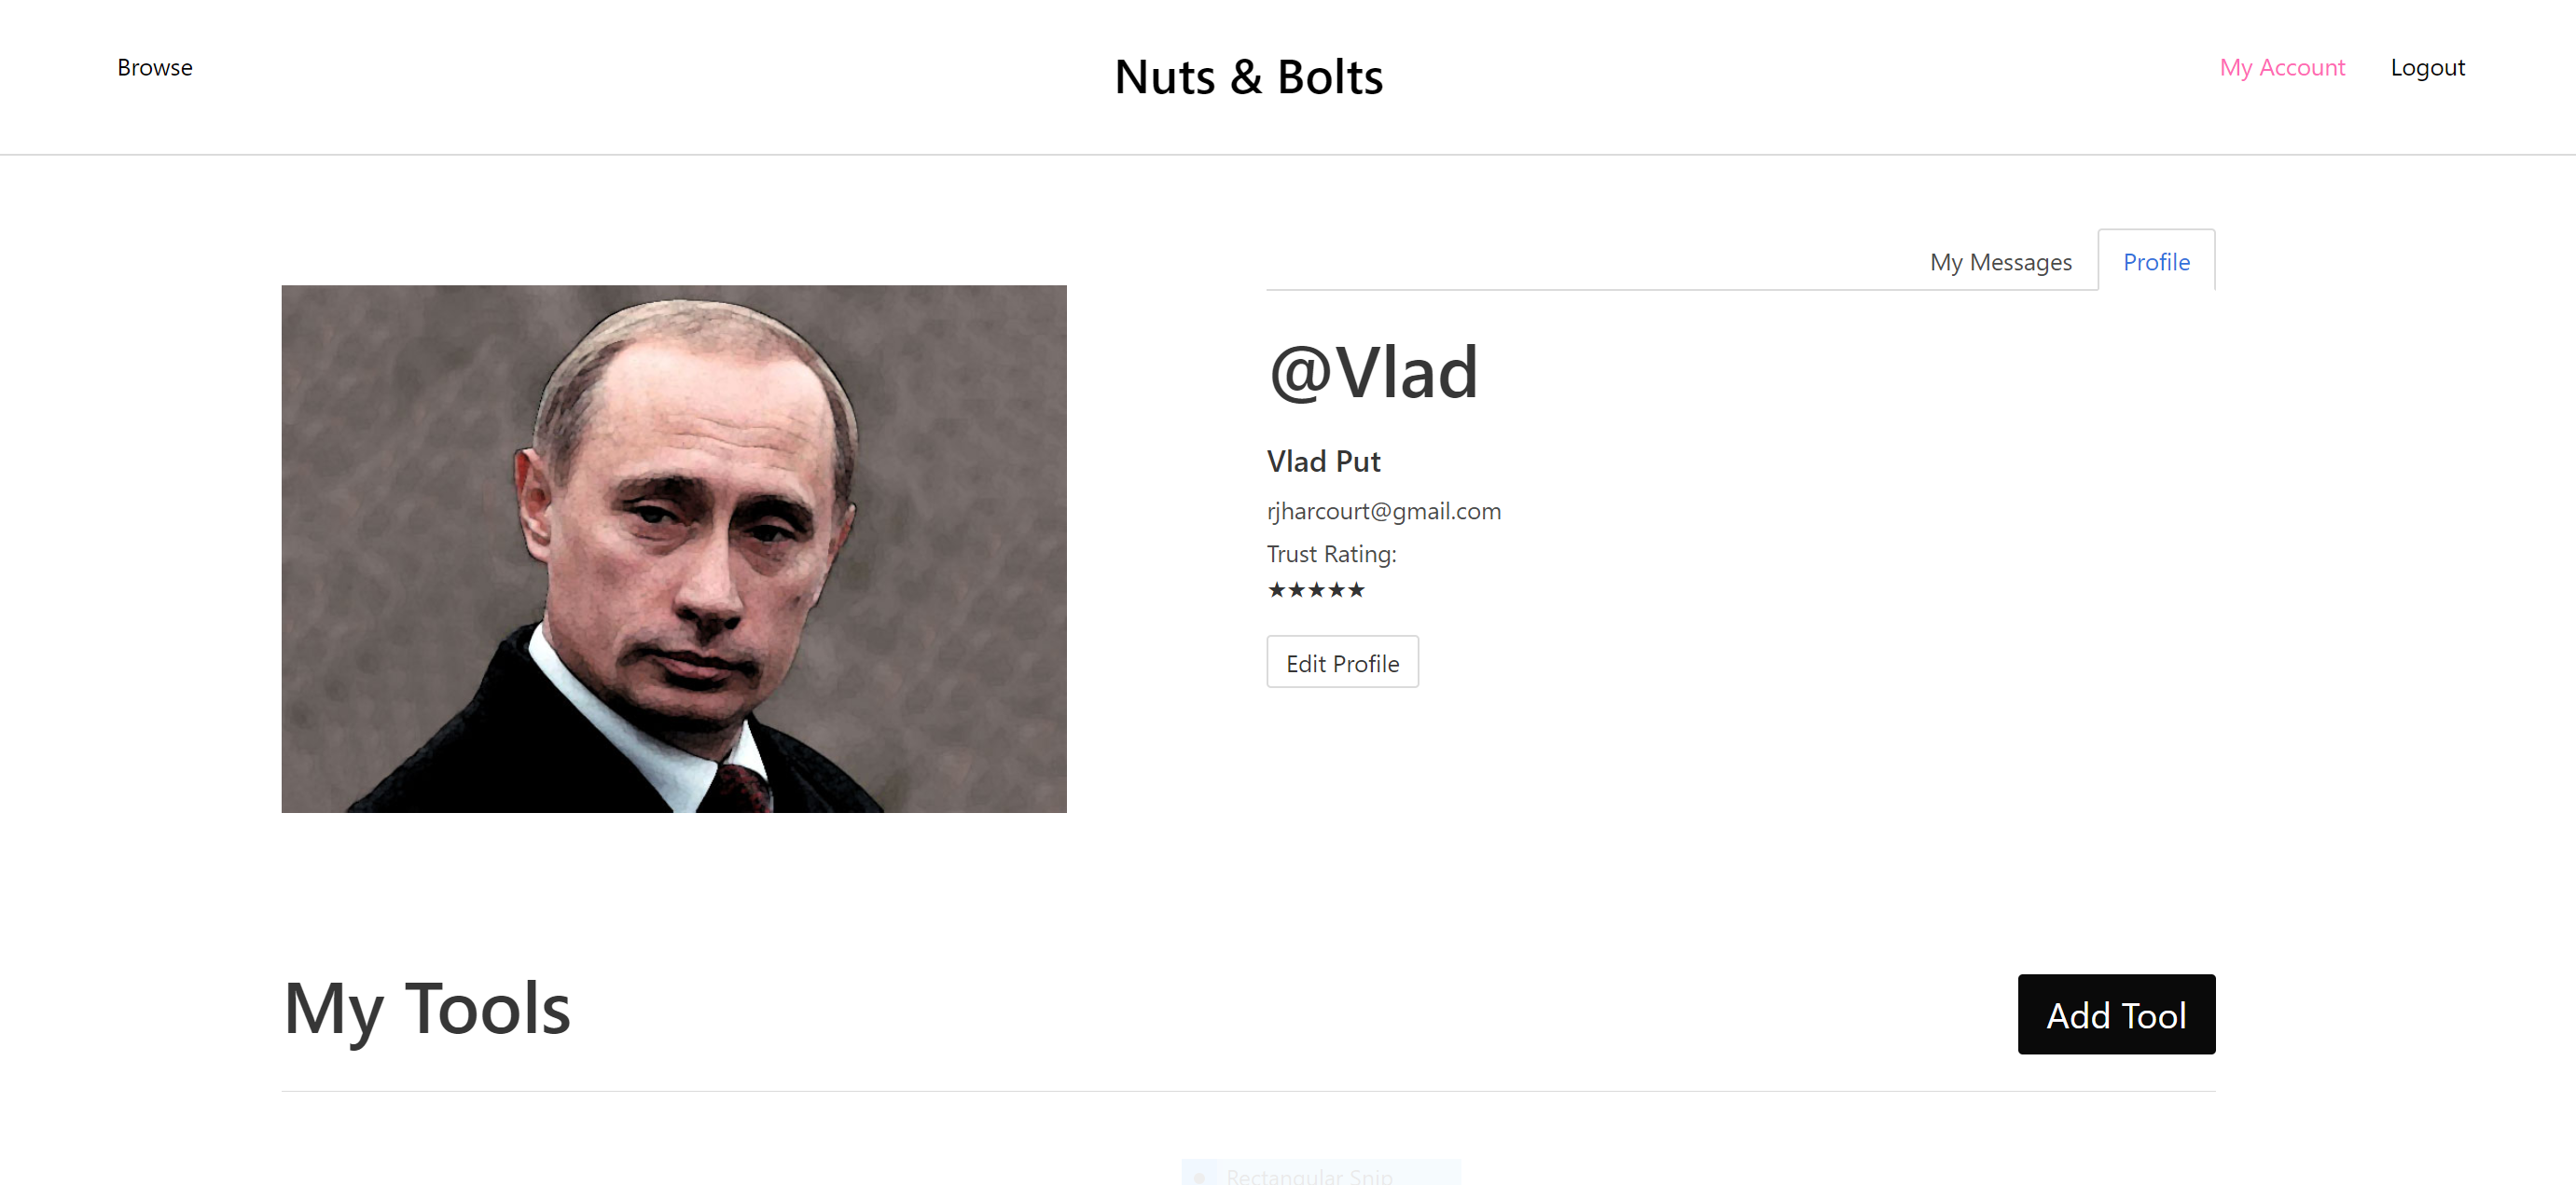 Browse
Nuts & Bolts
My Account
Logout
My Messages
Profile
@Vlad
Vlad Put
rjharcourt@gmail.com
Trust Rating:
★★★★★
Edit Profile
My Tools
Add Tool
Rectangular Snip